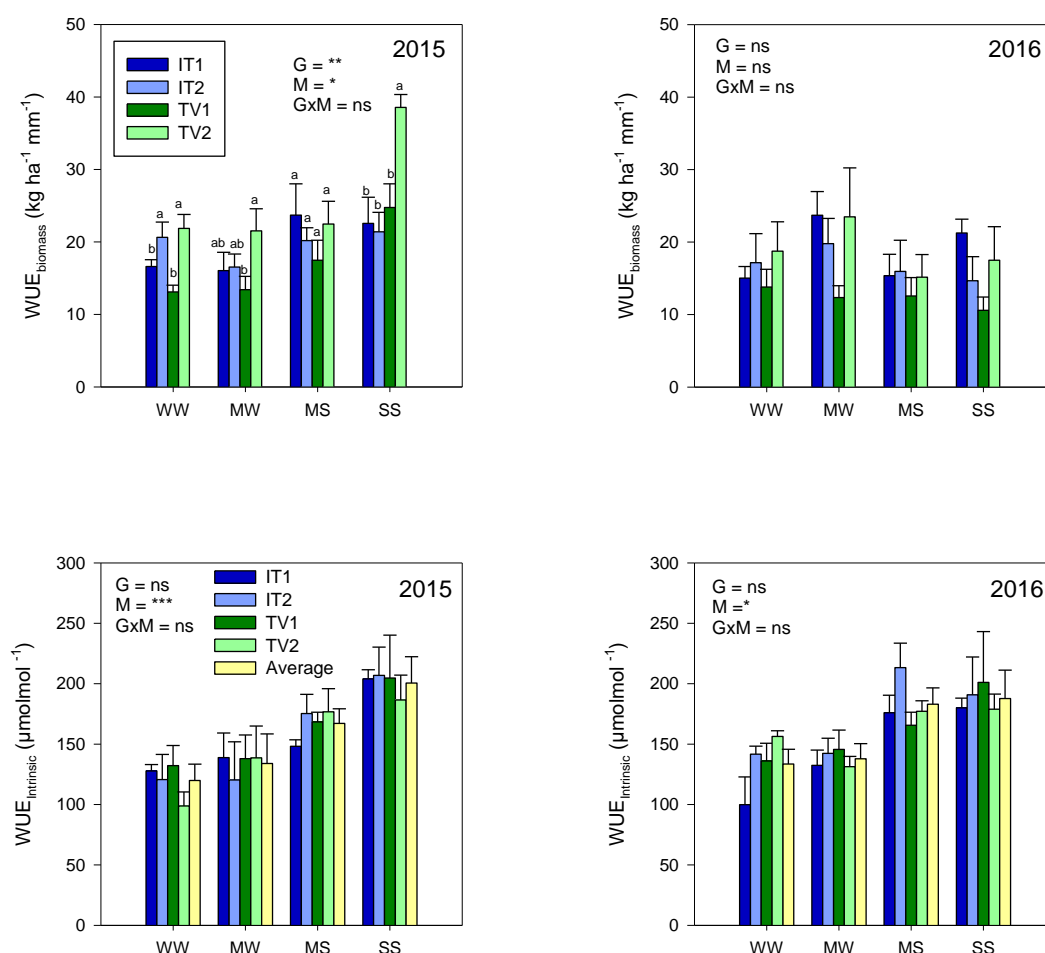 2015
G = **
M = *
GxM = ns
IT1
IT2
TV1
TV2
WUEbiomass (kg ha-1 mm-1)
50
40
30
20
10
0
b
a
b
a
ab
ab
b
a
a
a
a
a
b
b
b
a
WW MW MS SS
2016
G = ns
M = ns
GxM = ns
WUEbiomass (kg ha-1 mm-1)
50
40
30
20
10
0
WW MW MS SS
2015
G = ns
M = ***
GxM = ns
IT1
IT2
TV1
TV2
Average
WUEIntrinsic (µmolmol-1)
300
250
200
150
100
50
0
WW MW MS SS
2016
G = ns
M =*
GxM = ns
WUEIntrinsic (µmolmol-1)
300
250
200
150
100
50
0
WW MW MS SS